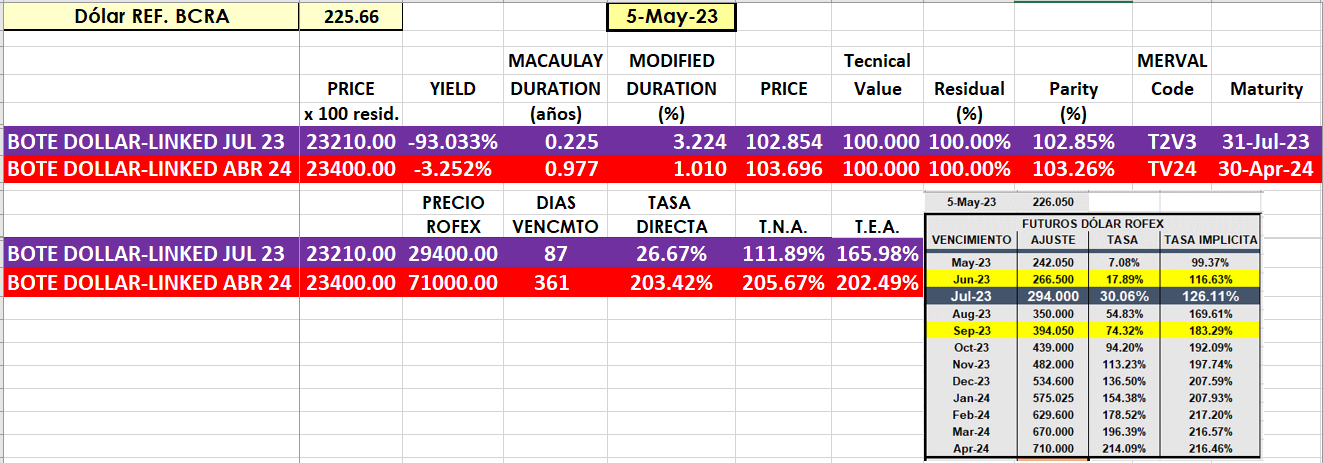 Dólar REF. BCRA 225.66 5-May-23
MACAULAY MODIFIED Tecnical MERVAL
PRICE YIELD DURATION DURATION PRICE Value Residual Parity Code Maturity
x 100 resid. (años) (%) (%) (%)
BOTE DOLLAR-LINKED JUL 23 23210.00 -93.033% 0.225 3.224 102.854 100.000 100.00% 102.85% T2V3 31-Jul-23
BOTE DOLLAR-LINKED ABR 24 23400.00 -3.252% 0.977 1.010 103.696 100.000 100.00% 103.26% TV24 30-Apr-24
PRECIO DIAS TASA
ROFEX VENCMTO DIRECTA T.N.A. T.E.A.
BOTE DOLLAR-LINKED JUL 23 23210.00 29400.00 87 26.67% 111.89% 165.98%
BOTE DOLLAR-LINKED ABR 24 23400.00 71000.00 361 203.42% 205.67% 202.49%
5-May-23 226.050
FUTUROS DÓLAR ROFEX
VENCIMIENTO AJUSTE TASA TASA IMPLICITA
May-23 242.050 7.08% 99.37%
Jun-23 266.500 17.89% 116.63%
Jul-23 294.000 30.06% 126.11%
Aug-23 350.000 54.83% 169.61%
Sep-23 394.050 74.32% 183.29%
Oct-23 439.000 94.20% 192.09%
Nov-23 482.000 113.23% 197.74%
Dec-23 534.600 136.50% 207.59%
Jan-24 575.025 154.38% 207.93%
Feb-24 629.600 178.52% 217.20%
Mar-24 670.000 196.39% 216.57%
Apr-24 710.000 214.09% 216.46%